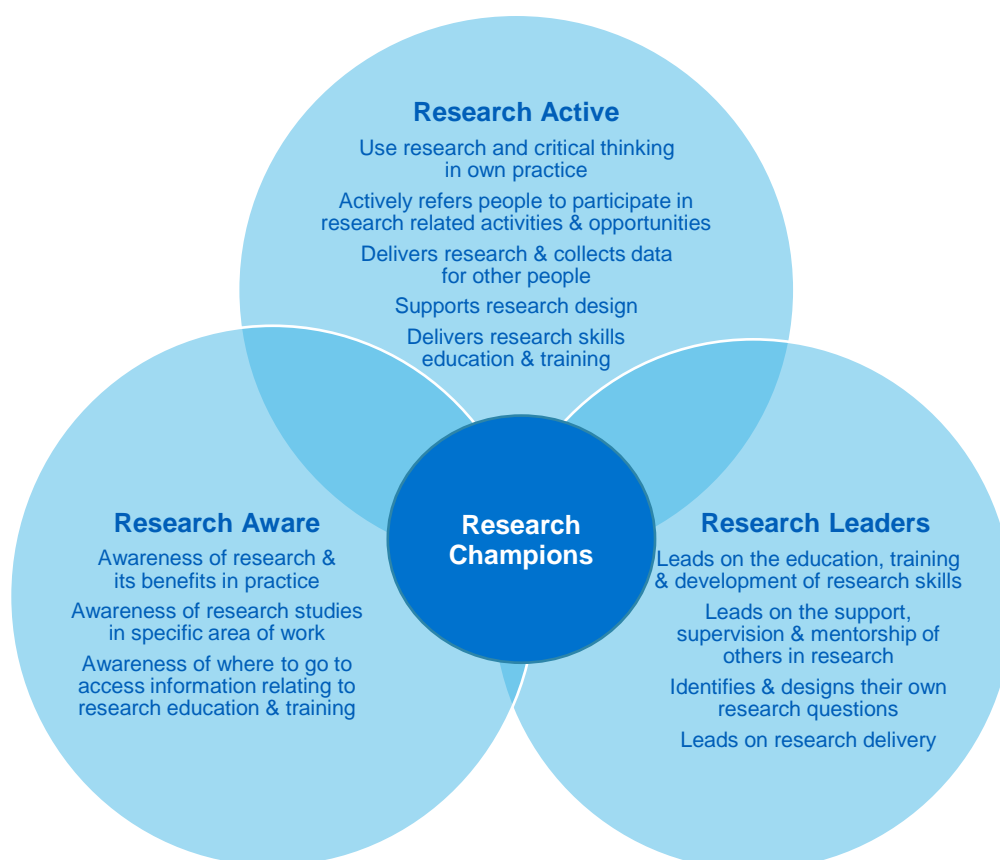 Research Active
Use research and critical thinking
in own practice
Actively refers people to participate in
research related activities & opportunities
Delivers research & collects data
for other people
Supports research design
Delivers research skills
education & training
Research Aware
Awareness of research &
its benefits in practice
Awareness of research studies
in specific area of work
Awareness of where to go to
access information relating to
research education & training
Research
Champions
Research Leaders
Leads on the education, training
& development of research skills
Leads on the support,
supervision & mentorship of
others in research
Identifies & designs their own
research questions
Leads on research delivery